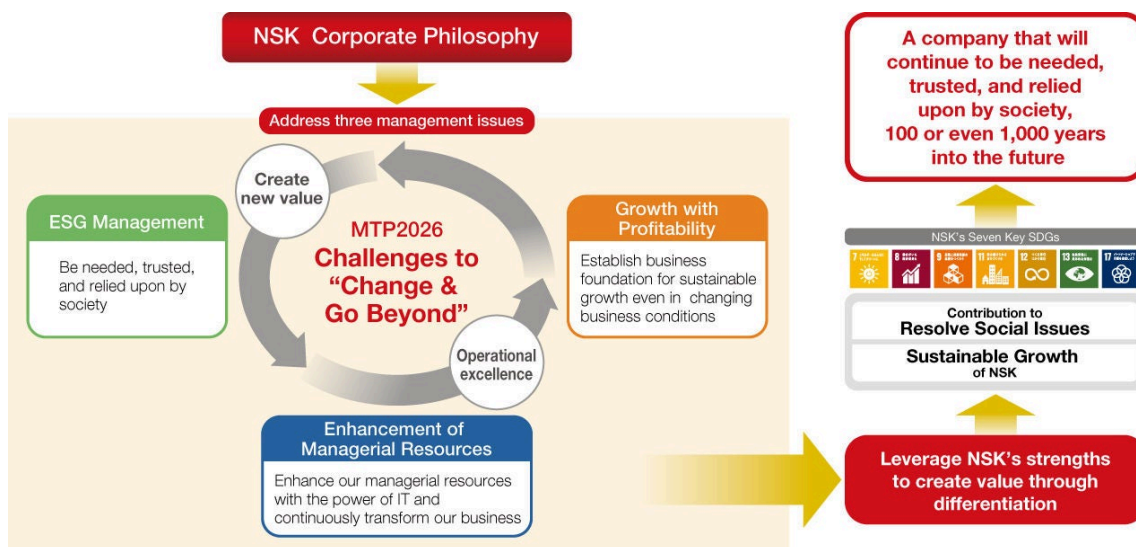 NSK Corporate Philosophy
Address three management issues
Create
new value
ESG Management
Be needed, trusted,
and relied upon by
society
MTP2026
Challenges to
“Change &
Go Beyond”
Growth with
Profitability
Establish business
foundation for sustainable
growth even in changing
business conditions
Operational
excellence
Enhancement of
Managerial Resources
Enhance our managerial resources
with the power of IT and
continuously transform our business
A company that will
continue to be needed,
trusted, and relied
upon by society,
100 or even 1,000 years
into the future
NSK's Seven Key SDGs
7
8
9
11
12
13
17
Contribution to
Resolve Social Issues
Sustainable Growth
of NSK
Leverage NSK's strengths
to create value through
differentiation